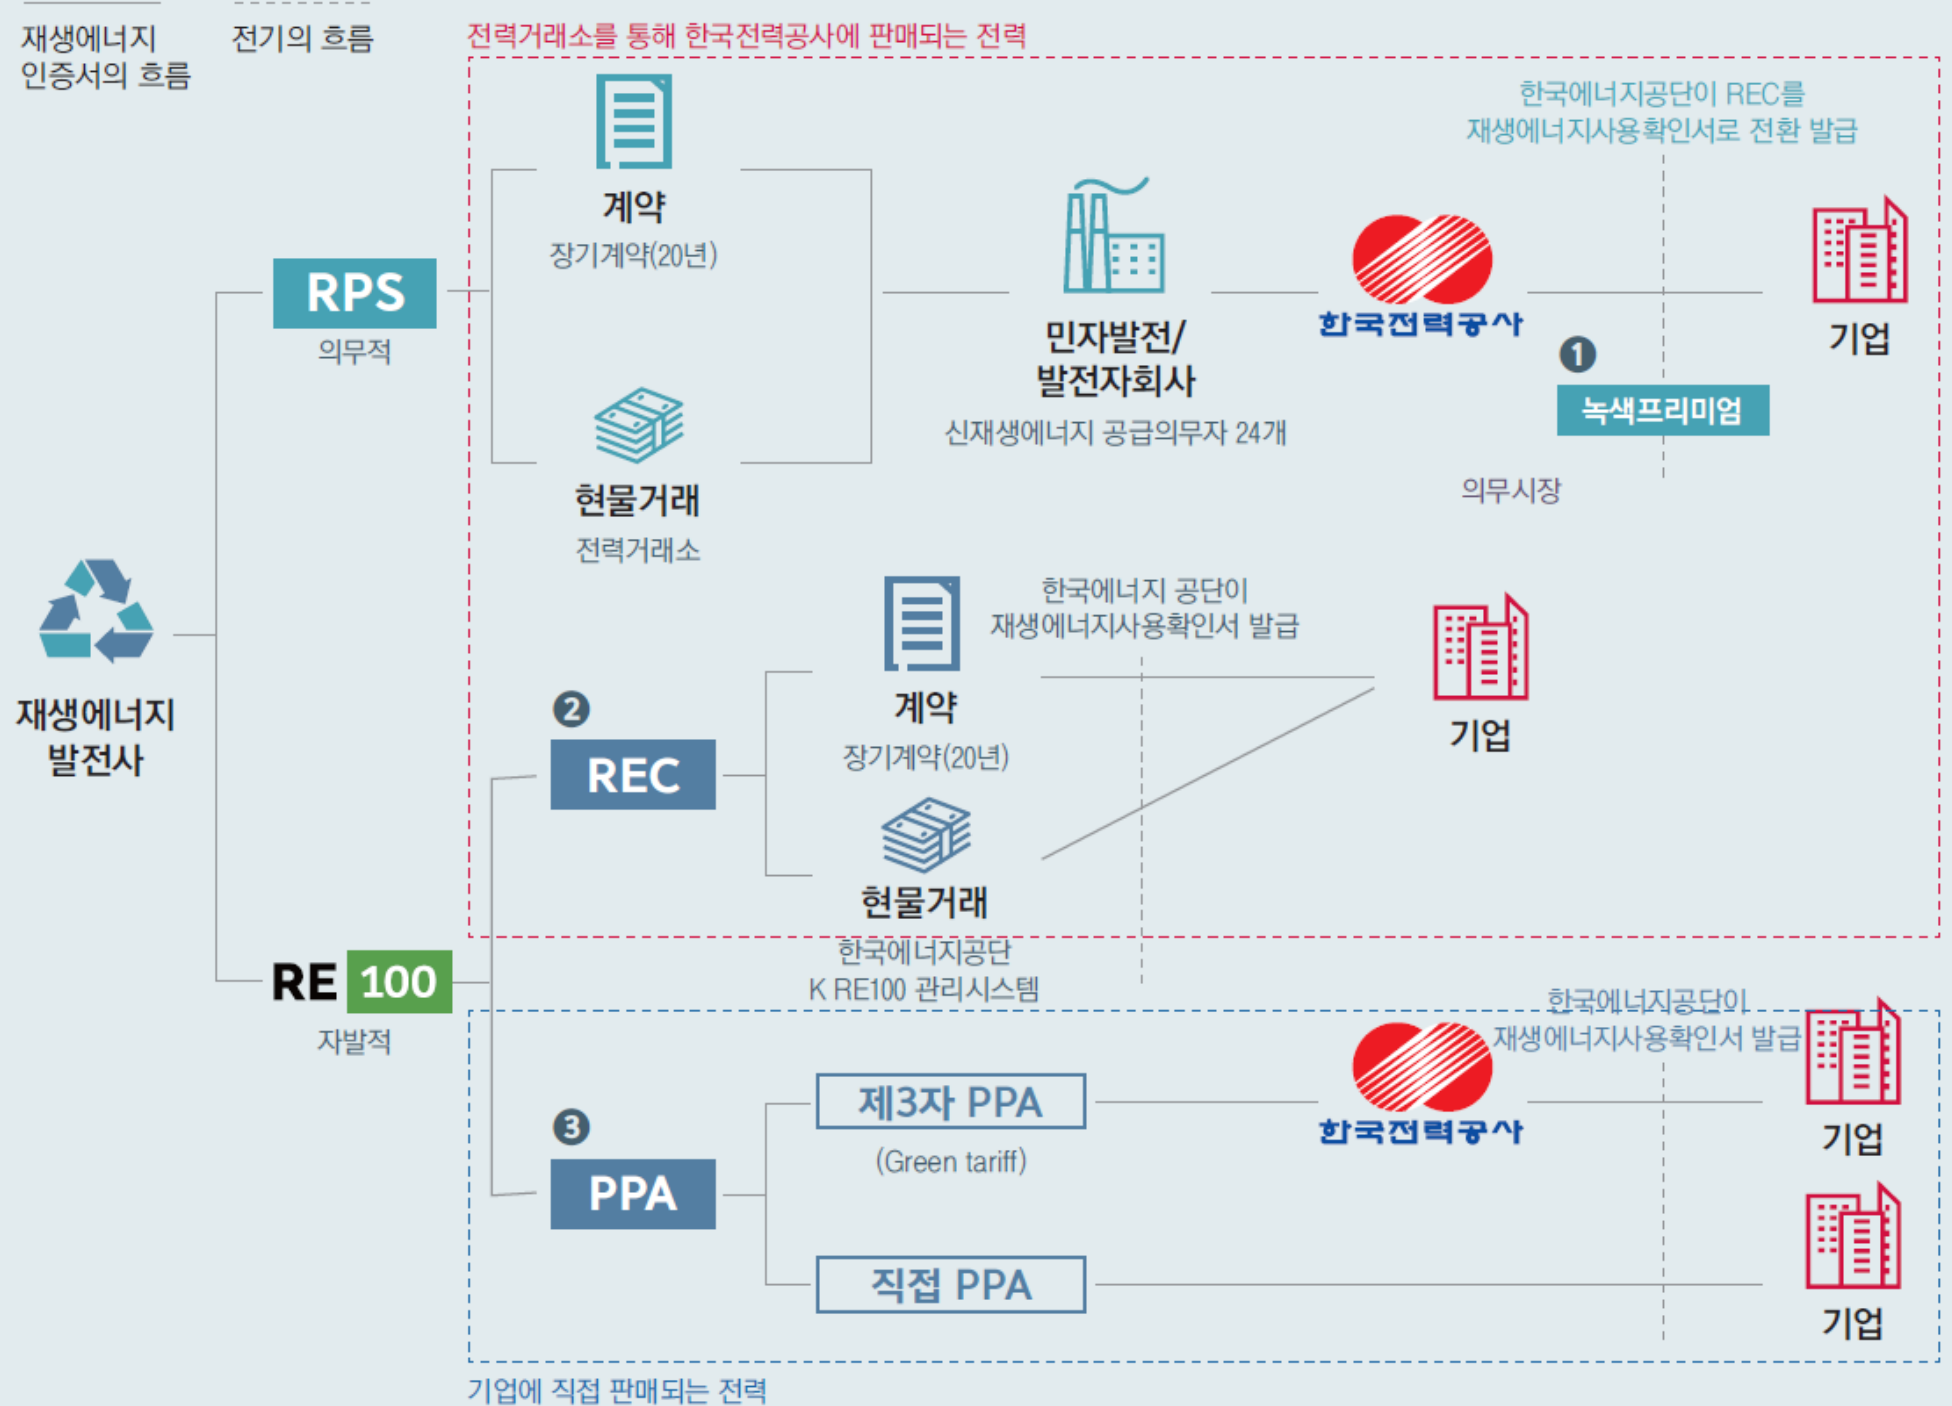 재생에너지
인증서의 흐름
전기의 흐름
전력거래소를 통해 한국전력공사에 판매되는 전력
한국에너지공단이 REC를
재생에너지사용확인서로 전환 발급
계약
장기계약(20년)
RPS
의무적
민자발전/
발전자회사
신재생에너지 공급의무자 24개
한국전력공사
기업
1
녹색프리미엄
의무시장
현물거래
전력거래소
재생에너지
발전사
한국에너지 공단이
재생에너지사용확인서 발급
2
REC
계약
장기계약(20년)
기업
현물거래
한국에너지공단
K RE100 관리시스템
RE 100
자발적
한국에너지공단이
재생에너지사용확인서 발급
3
PPA
제3자 PPA
(Green tariff)
한국전력공사
기업
직접 PPA
기업
기업에 직접 판매되는 전력